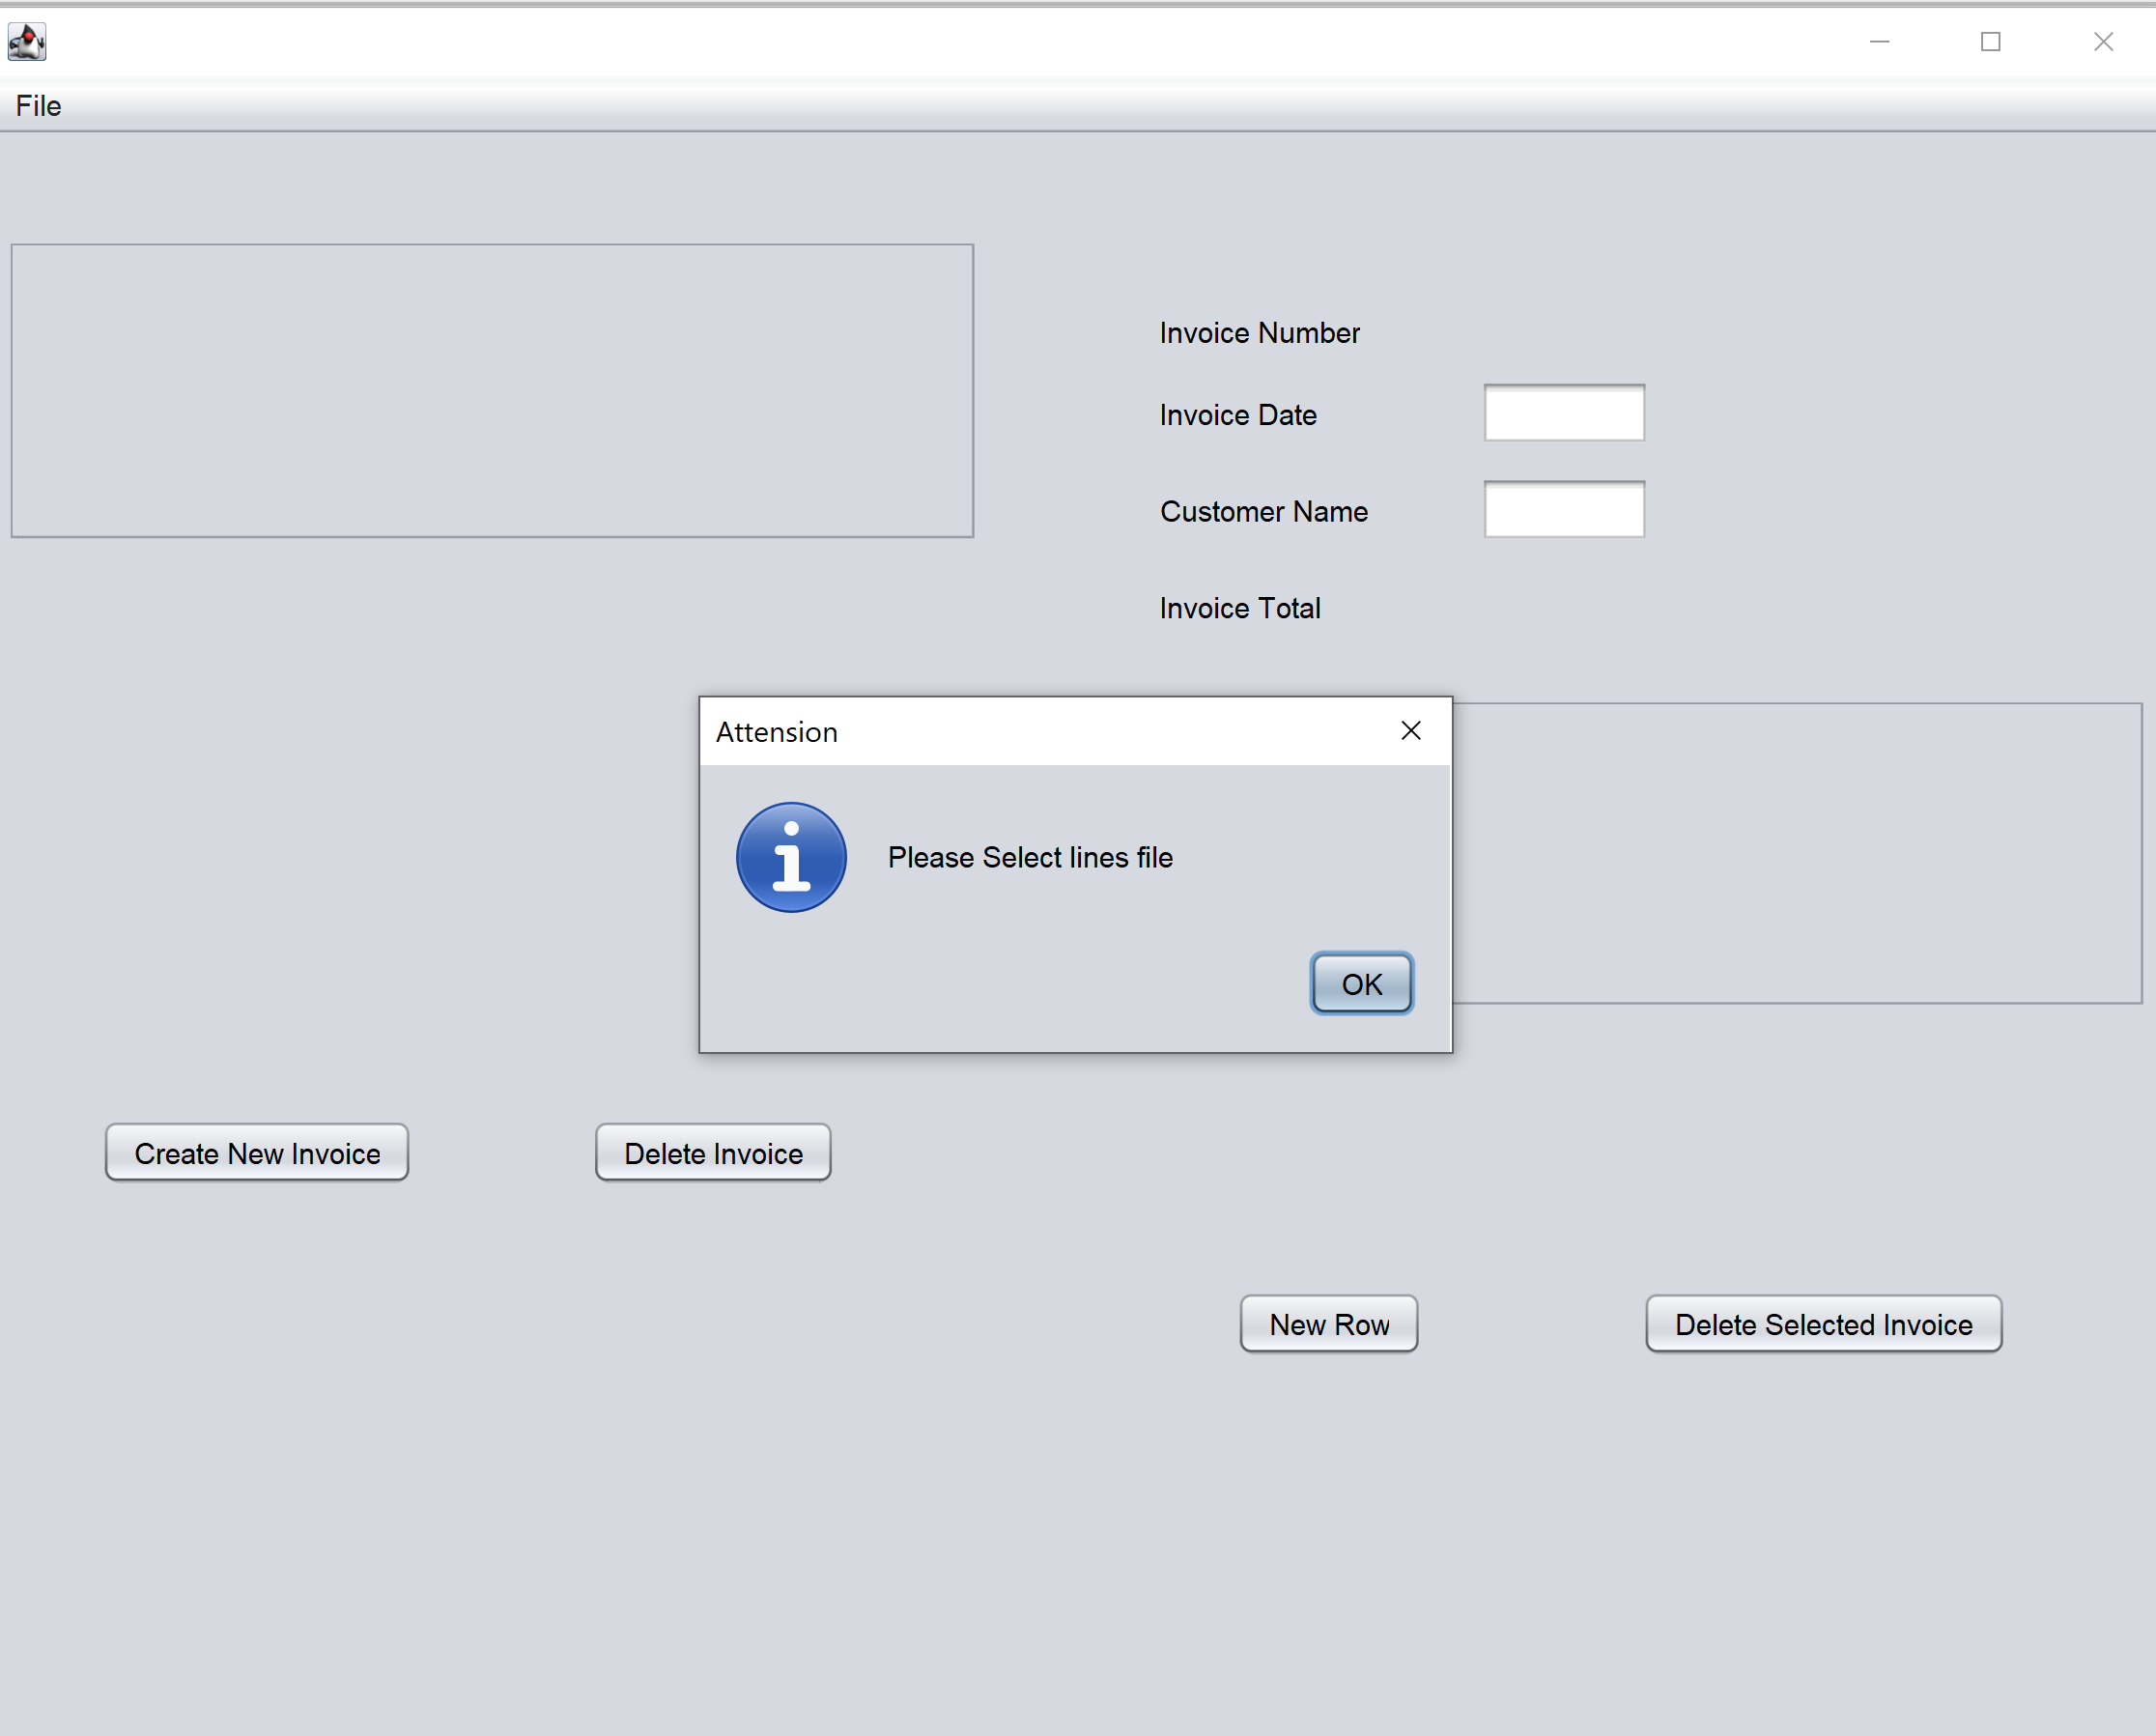 File
Invoice Number
Invoice Date
Customer Name
Invoice Total
Attension
Please Select lines file
OK
Create New Invoice
Delete Invoice
New Row
Delete Selected Invoice